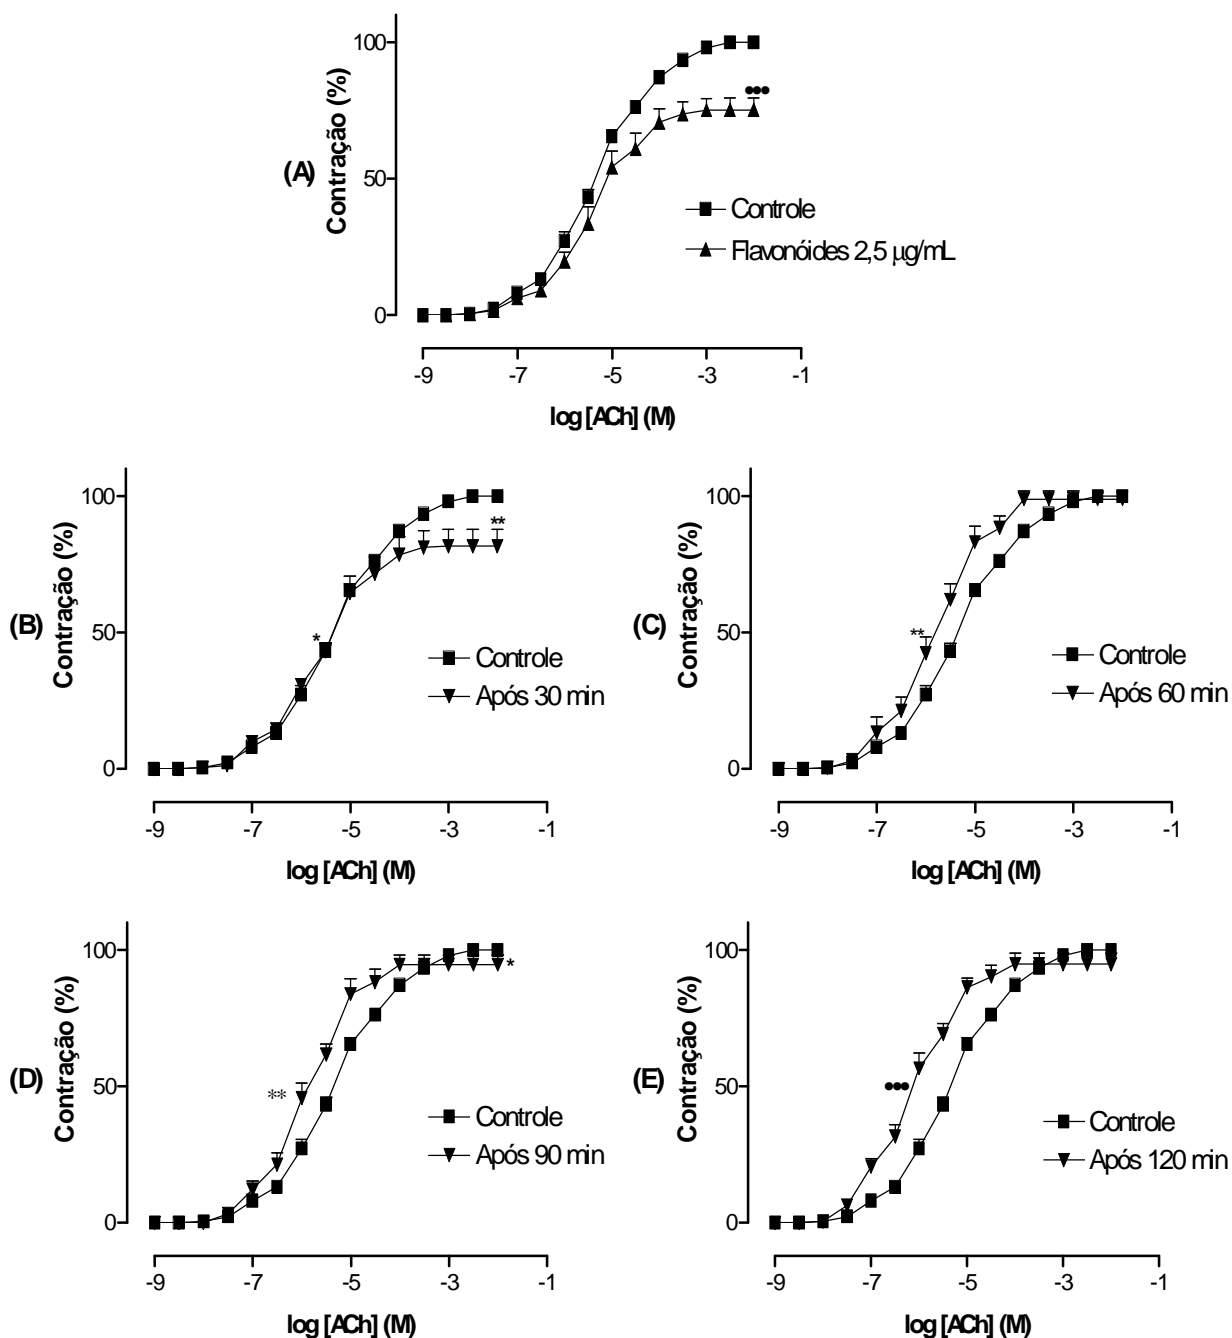 100
50
0
Contração (%)
(A)
•••
Controle
Flavonóides 2,5 µg/mL
-9 -7 -5 -3 -1
log [ACh] (M)
100
50
0
Contração (%)
(B)
*
**
Controle
Após 30 min
-9 -7 -5 -3 -1
log [ACh] (M)
100
50
0
Contração (%)
(C)
**
Controle
Após 60 min
-9 -7 -5 -3 -1
log [ACh] (M)
100
50
0
Contração (%)
(D)
**
*
Controle
Após 90 min
-9 -7 -5 -3 -1
log [ACh] (M)
100
50
0
Contração (%)
(E)
•••
Controle
Após 120 min
-9 -7 -5 -3 -1
log [ACh] (M)